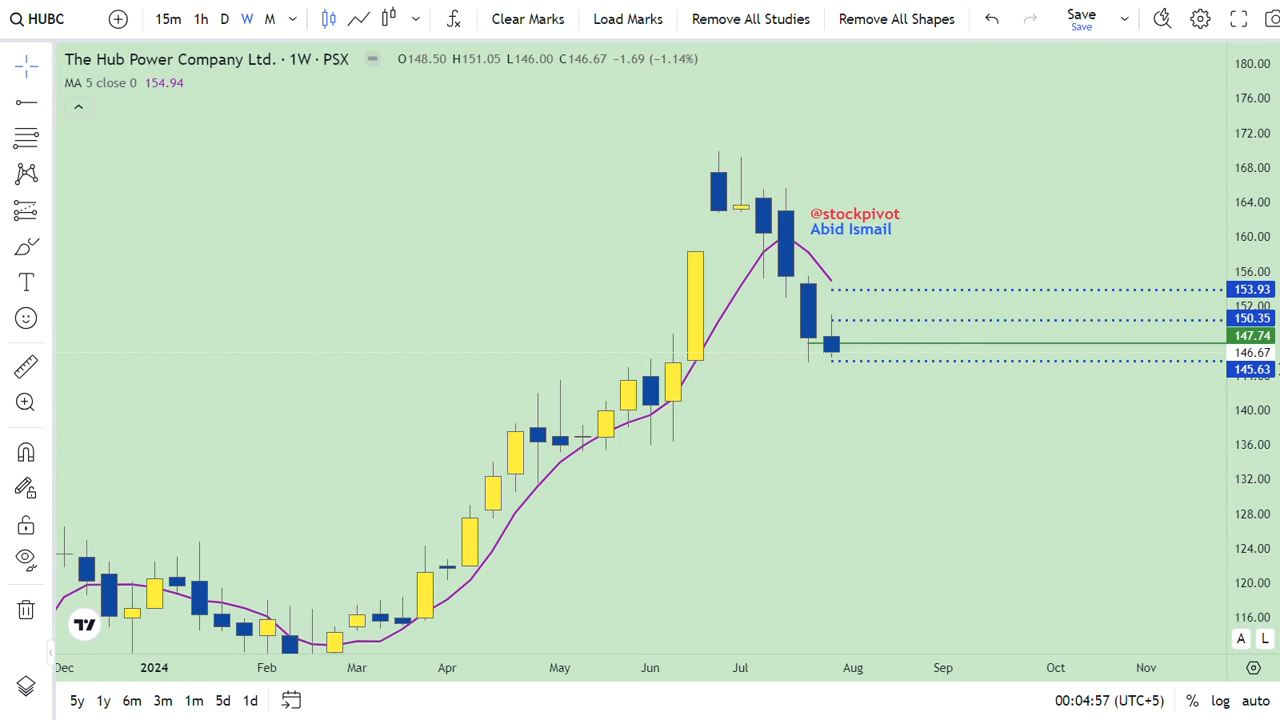 HUBC 15m 1h D W M Clear Marks Load Marks Remove All Studies Remove All Shapes Save
Save
The Hub Power Company Ltd. · 1W · PSX O148.50 H151.05 L146.00 C146.67 -1.69 (-1.14%)
MA 5 close 0 154.94
180.00
176.00
172.00
168.00
164.00
@stockpivot
Abid Ismail
160.00
156.00
153.93
152.00
150.35
147.74
146.67
145.63
140.00
136.00
132.00
128.00
124.00
120.00
116.00
A L
Dec 2024 Feb Mar Apr May Jun Jul Aug Sep Oct Nov
5y 1y 6m 3m 1m 5d 1d 00:04:57 (UTC+5) % log auto